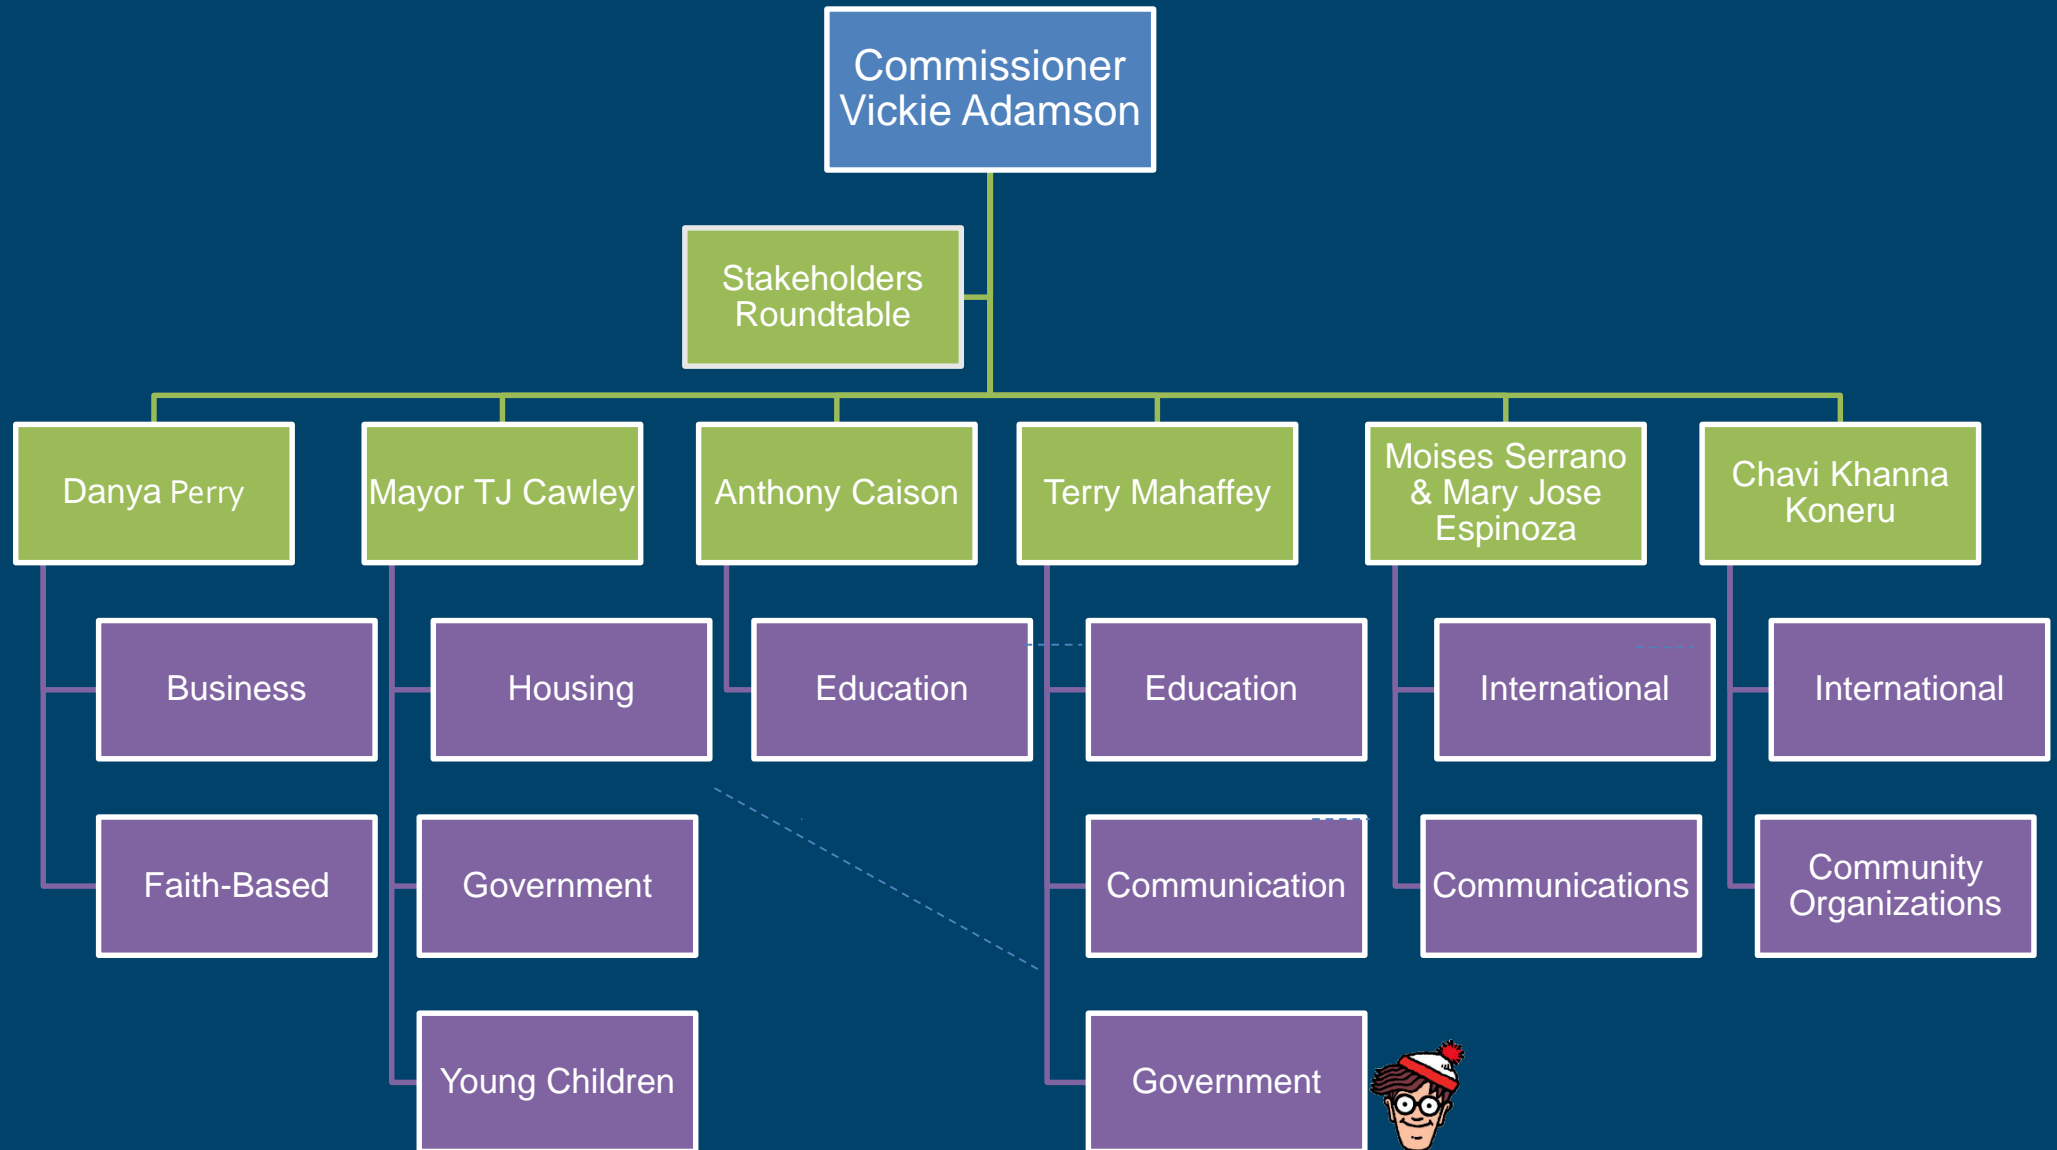 Commissioner
Vickie Adamson
Stakeholders
Roundtable
Danya Perry
Mayor TJ Cawley
Anthony Caison
Terry Mahaffey
Moises Serrano
& Mary Jose
Espinoza
Chavi Khanna
Koneru
Business
Housing
Education
Education
International
International
Faith-Based
Government
Communication
Communications
Community
Organizations
Young Children
Government